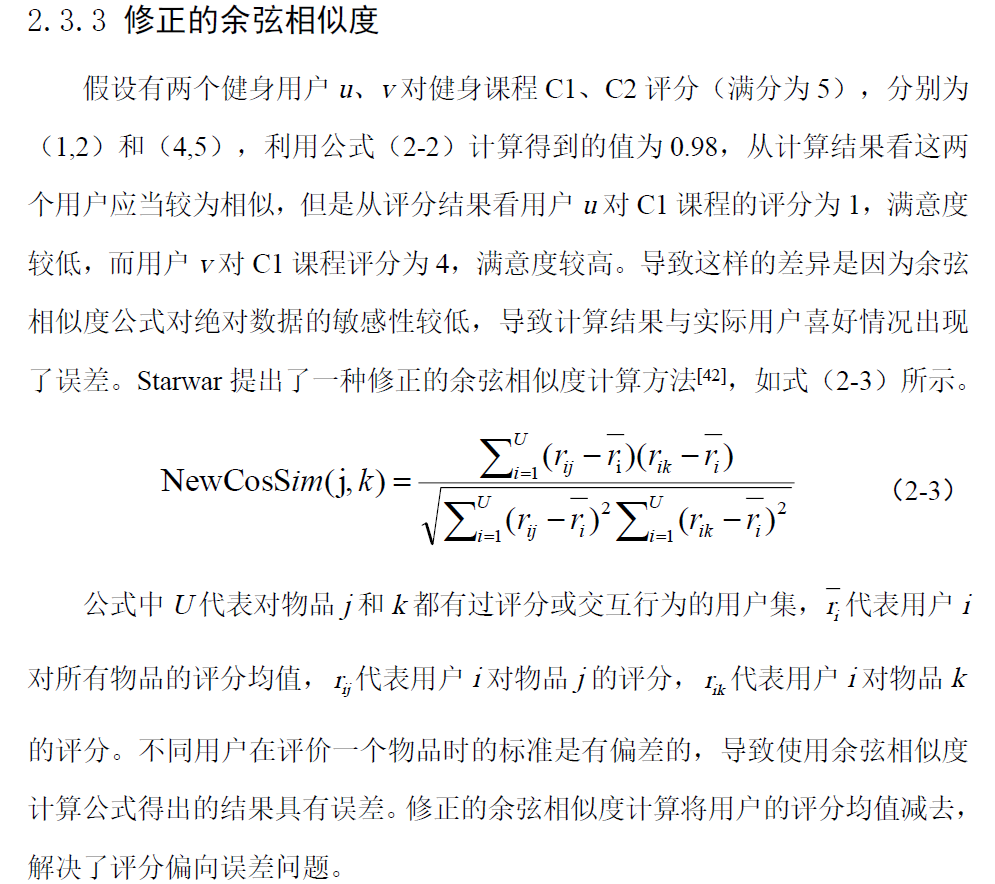 2.3.3 修正的余弦相似度
假设有两个健身用户 u、v 对健身课程 C1、C2 评分（满分为 5），分别为
（1,2）和（4,5），利用公式（2-2）计算得到的值为 0.98，从计算结果看这两
个用户应当较为相似，但是从评分结果看用户 u 对 C1 课程的评分为 1，满意度
较低，而用户 v 对 C1 课程评分为 4，满意度较高。导致这样的差异是因为余弦
相似度公式对绝对数据的敏感性较低，导致计算结果与实际用户喜好情况出现
了误差。Starwar 提出了一种修正的余弦相似度计算方法[42]，如式（2-3）所示。
NewCosSim(j, k) = \frac{\sum_{i=1}^{U}(r_{ij} - \overline{r_i})(r_{ik} - \overline{r_i})}{\sqrt{\sum_{i=1}^{U}(r_{ij} - \overline{r_i})^2 \sum_{i=1}^{U}(r_{ik} - \overline{r_i})^2}} （2-3）
公式中 U 代表对物品 j 和 k 都有过评分或交互行为的用户集，\overline{r_i} 代表用户 i
对所有物品的评分均值，r_{ij} 代表用户 i 对物品 j 的评分，r_{ik} 代表用户 i 对物品 k
的评分。不同用户在评价一个物品时的标准是有偏差的，导致使用余弦相似度
计算公式得出的结果具有误差。修正的余弦相似度计算将用户的评分均值减去，
解决了评分偏向误差问题。